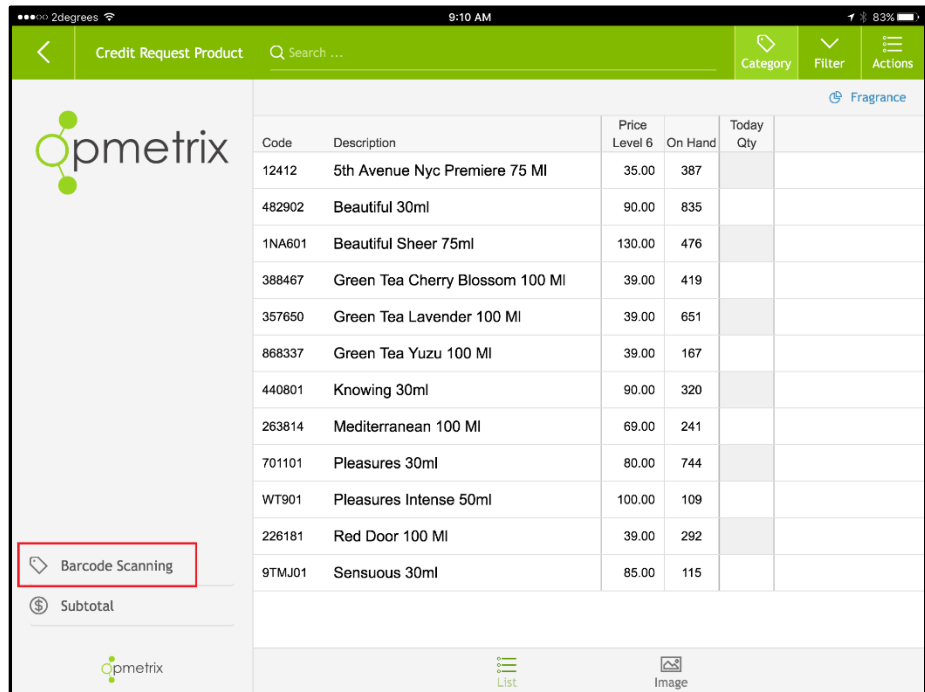 2degrees 9:10 AM 83%
Credit Request Product Search ... Category Filter Actions
Fragrance
opmetrix
Code Description Price Level 6 On Hand Today Qty
12412 5th Avenue Nyc Premiere 75 Ml 35.00 387
482902 Beautiful 30ml 90.00 835
1NA601 Beautiful Sheer 75ml 130.00 476
388467 Green Tea Cherry Blossom 100 Ml 39.00 419
357650 Green Tea Lavender 100 Ml 39.00 651
868337 Green Tea Yuzu 100 Ml 39.00 167
440801 Knowing 30ml 90.00 320
263814 Mediterranean 100 Ml 69.00 241
701101 Pleasures 30ml 80.00 744
WT901 Pleasures Intense 50ml 100.00 109
226181 Red Door 100 Ml 39.00 292
9TMJ01 Sensuous 30ml 85.00 115
Barcode Scanning
Subtotal
opmetrix
List Image